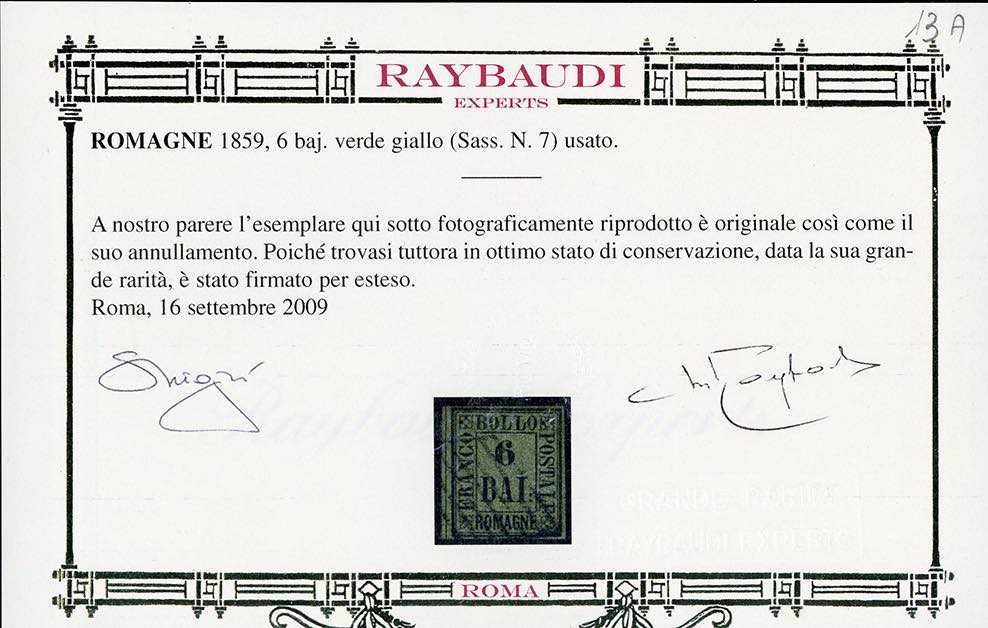 13 A
RAYBAUDI
EXPERTS
ROMAGNE 1859, 6 baj. verde giallo (Sass. N. 7) usato.
A nostro parere l'esemplare qui sotto fotograficamente riprodotto è originale così come il
suo annullamento. Poiché trovasi tuttora in ottimo stato di conservazione, data la sua gran-
de rarità, è stato firmato per esteso.
Roma, 16 settembre 2009
BOLLO
FRANCO
POSTALE
6
BAI.
ROMAGNE
GRANDE RARITÀ
RAYBAUDI EXPERTS
ROMA